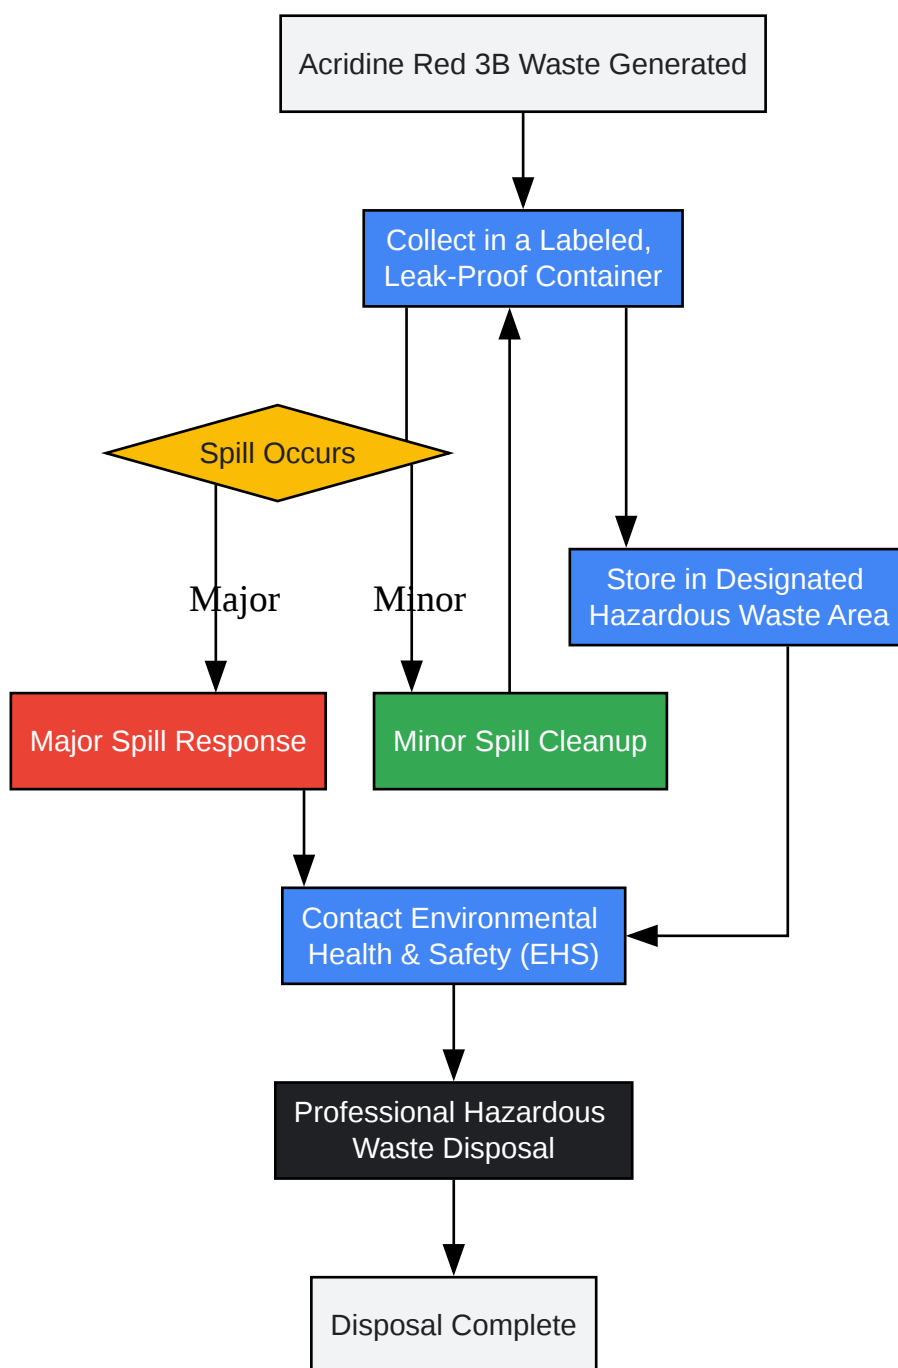 Acridine Red 3B Waste Generated
Collect in a Labeled,
Leak-Proof Container
Spill Occurs
Major
Minor
Store in Designated
Hazardous Waste Area
Major Spill Response
Minor Spill Cleanup
Contact Environmental
Health & Safety (EHS)
Professional Hazardous
Waste Disposal
Disposal Complete